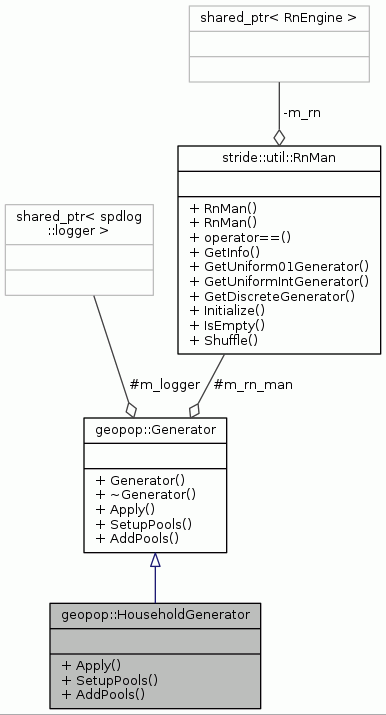 shared_ptr< RnEngine >
-m_rn
stride::util::RnMan
+ RnMan()
+ RnMan()
+ operator==()
+ GetInfo()
+ GetUniform01Generator()
+ GetUniformIntGenerator()
+ GetDiscreteGenerator()
+ Initialize()
+ IsEmpty()
+ Shuffle()
shared_ptr< spdlog
::logger >
#m_logger
#m_rn_man
geopop::Generator
+ Generator()
+ ~Generator()
+ Apply()
+ SetupPools()
+ AddPools()
geopop::HouseholdGenerator
+ Apply()
+ SetupPools()
+ AddPools()